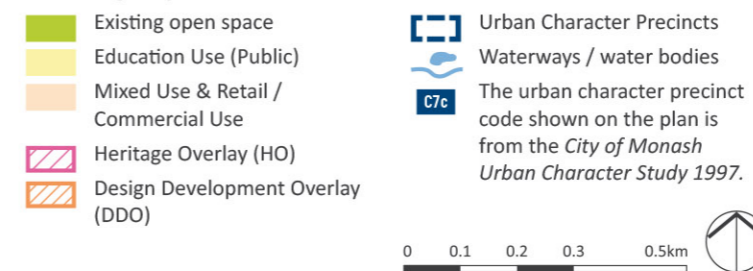 Existing open space
Education Use (Public)
Mixed Use & Retail /
Commercial Use
Heritage Overlay (HO)
Design Development Overlay
(DDO)
Urban Character Precincts
Waterways / water bodies
C7c
The urban character precinct
code shown on the plan is
from the City of Monash
Urban Character Study 1997.
0 0.1 0.2 0.3 0.5km